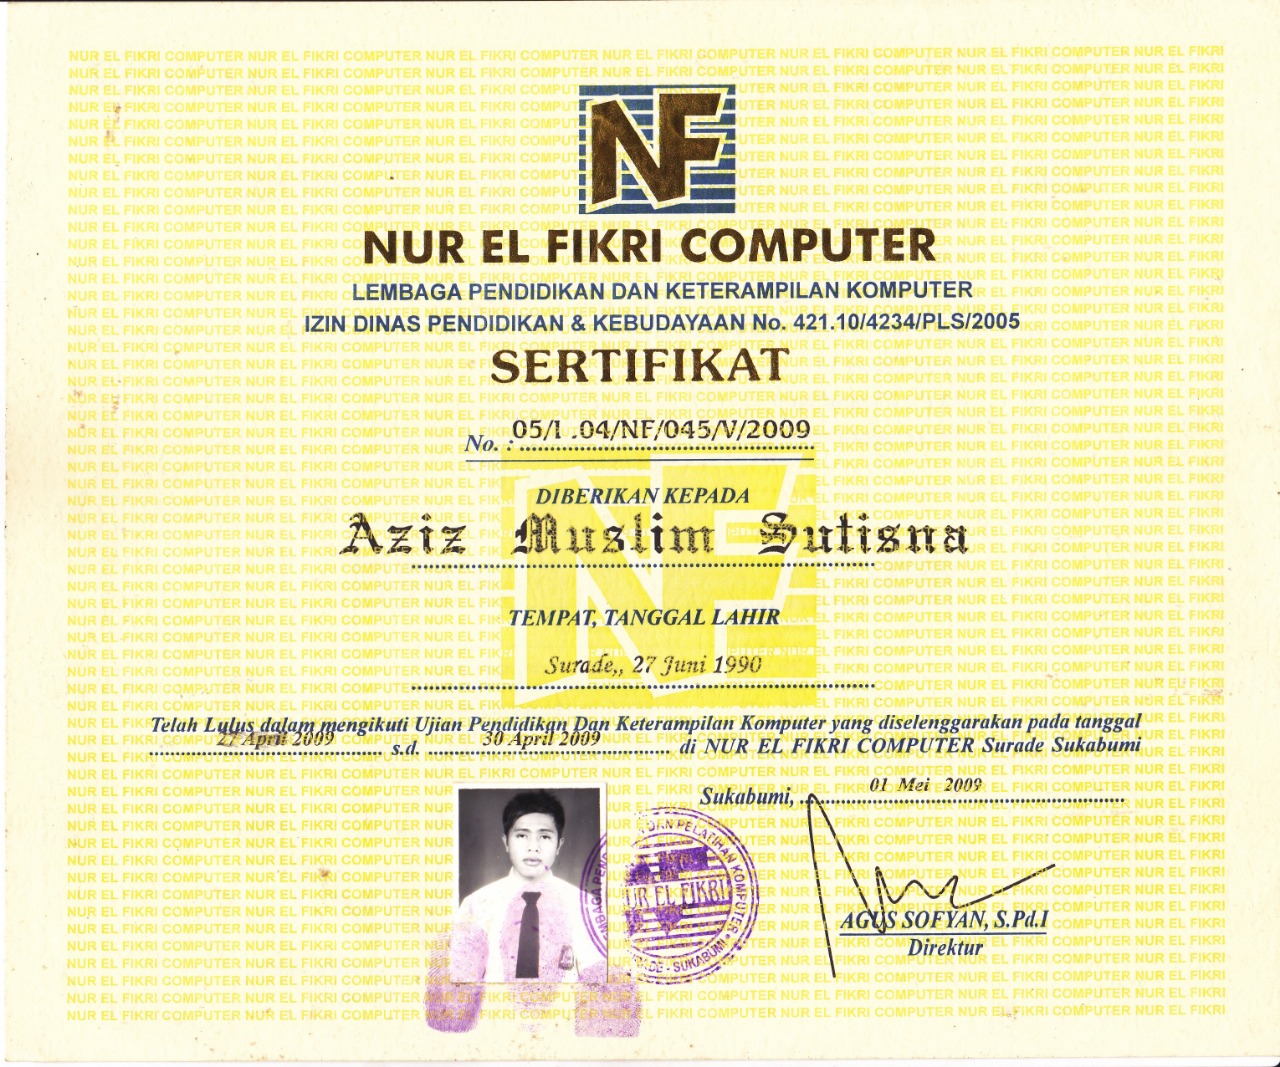 NF
NUR EL FIKRI COMPUTER
LEMBAGA PENDIDIKAN DAN KETERAMPILAN KOMPUTER
IZIN DINAS PENDIDIKAN & KEBUDAYAAN No. 421.10/4234/PLS/2005
SERTIFIKAT
No. : 05/1 .04/NF/045/V/2009
DIBERIKAN KEPADA
Aziz Muslim Sutisna
TEMPAT, TANGGAL LAHIR
Surade,, 27 Juni 1990
Telah Lulus dalam mengikuti Ujian Pendidikan Dan Keterampilan Komputer yang diselenggarakan pada tanggal
27 April 2009 s.d. 30 April 2009 di NUR EL FIKRI COMPUTER Surade Sukabumi
Sukabumi, 01 Mei 2009
DAN PELATIHAN KOMPUTER
UR EL FIKRI
SUKABUMI
AGUS SOFYAN, S.Pd.I
Direktur